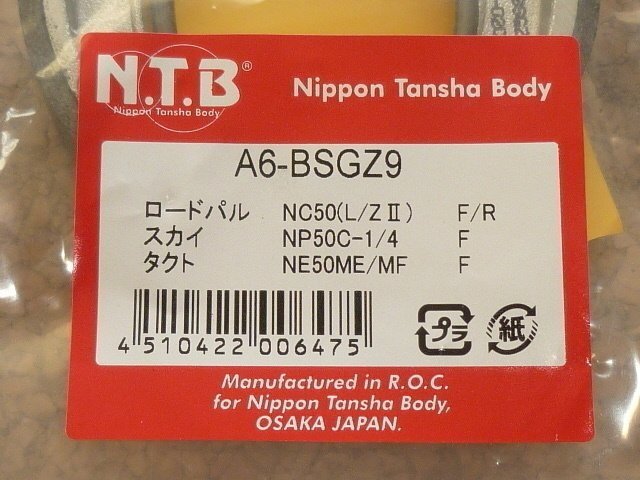 N.T.B®
Nippon Tansha Body
Nippon Tansha Body
A6-BSGZ9
ロードパル NC50(L/ZⅡ) F/R
スカイ NP50C-1/4 F
タクト NE50ME/MF F
4 510422 006475
プラ
紙
Manufactured in R.O.C.
for Nippon Tansha Body,
OSAKA JAPAN.